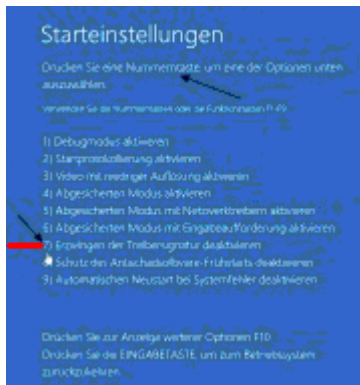 Starteinstellungen
Drücken Sie eine Nummerntaste, um eine der Optionen unten
auszuwählen.
Verwenden Sie die Nummerntasten oder die Funktionstasten F1-F9.
1) Debugmodus aktivieren
2) Startprotokollierung aktivieren
3) Video mit niedriger Auflösung aktivieren
4) Abgesicherten Modus aktivieren
5) Abgesicherten Modus mit Netzwerktreibern aktivieren
6) Abgesicherten Modus mit Eingabeaufforderung aktivieren
7) Erzwingen der Treibersignatur deaktivieren
8) Schutz des Antischadsoftware-Frühstarts deaktivieren
9) Automatischen Neustart bei Systemfehler deaktivieren
Drücken Sie zur Anzeige weiterer Optionen F10
Drücken Sie die EINGABETASTE, um zum Betriebssystem
zurückzukehren.